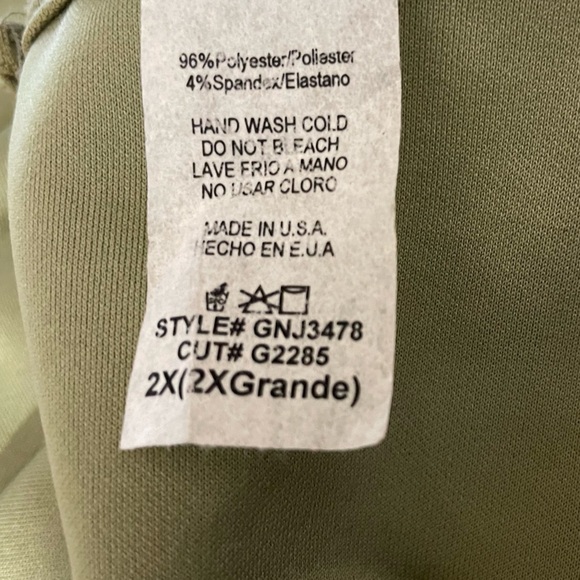 96%Polyester/Poliester
4%Spandex/Elastano
HAND WASH COLD
DO NOT BLEACH
LAVE FRIO A MANO
NO USAR CLORO
MADE IN U.S.A.
HECHO EN E.U.A
STYLE# GNJ3478
CUT# G2285
2X(2XGrande)